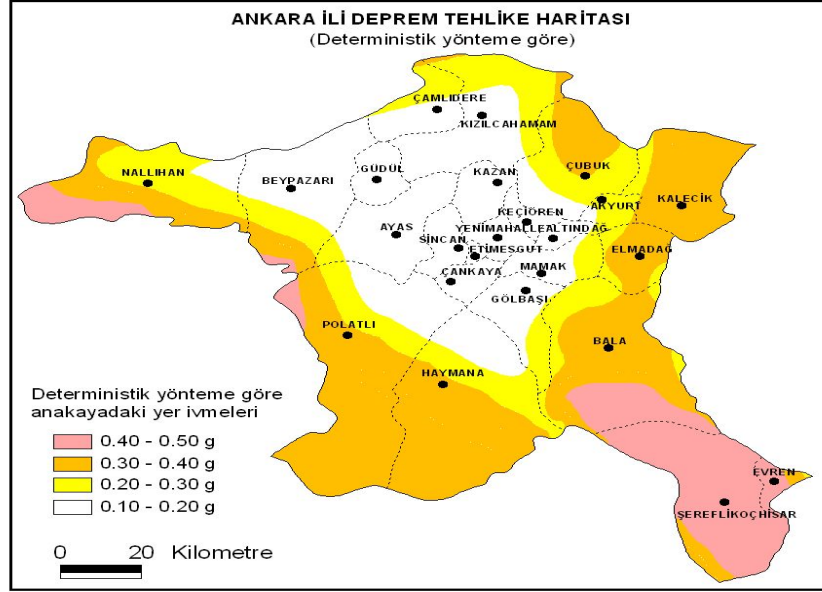 ANKARA İLİ DEPREM TEHLİKE HARİTASI
(Deterministik yönteme göre)
ÇAMLIDERE
KIZILCAHAMAM
ÇUBUK
NALLIHAN
BEYPAZARI
GÜDÜL
KAZAN
AKYURT
KALECİK
KEÇİÖREN
AYAS
SİNCAN
YENİMAHALLE
ALTINDAĞ
ETİMESGUT
ELMADAĞ
ÇANKAYA
MAMAK
GÖLBAŞI
POLATLI
BALA
HAYMANA
Deterministik yönteme göre
anakayadaki yer ivmeleri
0.40 - 0.50 g
0.30 - 0.40 g
0.20 - 0.30 g
0.10 - 0.20 g
EVREN
ŞEREFLİKOÇHİSAR
0 20 Kilometre